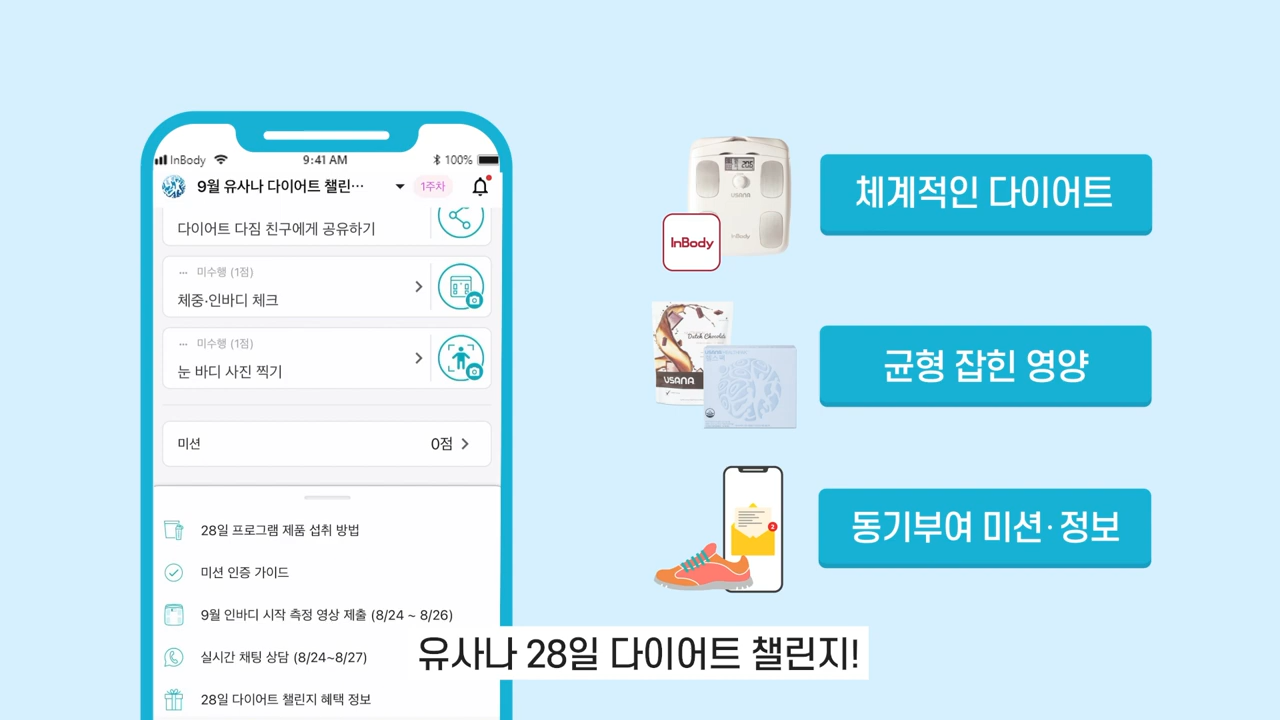 InBody
9:41 AM
100%
9월 유사나 다이어트 챌린···
1주차
다이어트 다짐 친구에게 공유하기
··· 미수행 (1점)
체중·인바디 체크
··· 미수행 (1점)
눈 바디 사진 찍기
미션
0점
28일 프로그램 제품 섭취 방법
미션 인증 가이드
9월 인바디 시작 측정 영상 제출 (8/24 ~ 8/26)
실시간 채팅 상담 (8/24~8/27)
28일 다이어트 챌린지 혜택 정보
USANA
InBody
InBody
체계적인 다이어트
Dutch Chocolate
USANA
균형 잡힌 영양
2
동기부여 미션·정보
유사나 28일 다이어트 챌린지!